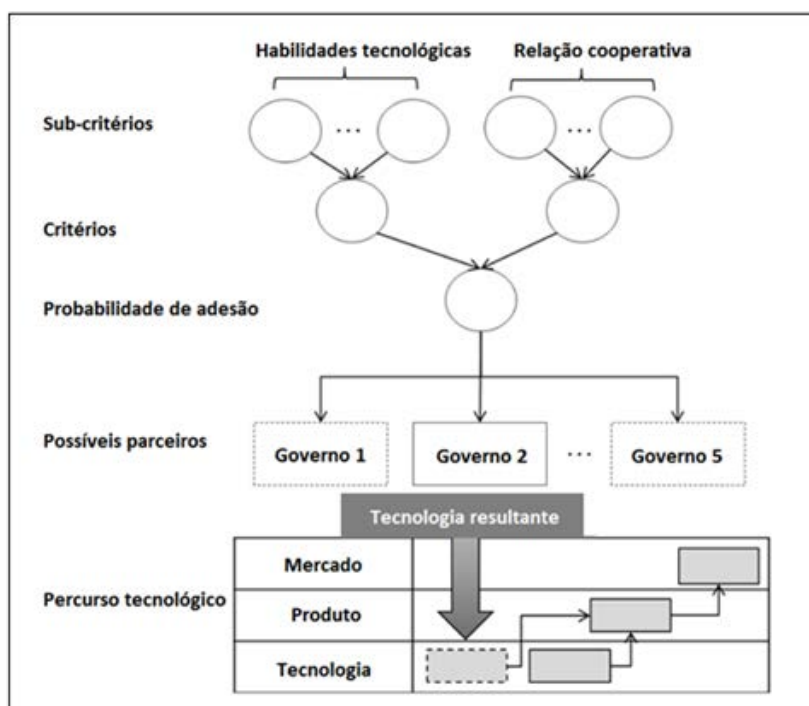 Habilidades tecnológicas
Relação cooperativa
Sub-critérios
...
...
Critérios
Probabilidade de adesão
Possíveis parceiros
Governo 1
Governo 2
...
Governo 5
Tecnologia resultante
Percurso tecnológico
Mercado
Produto
Tecnologia